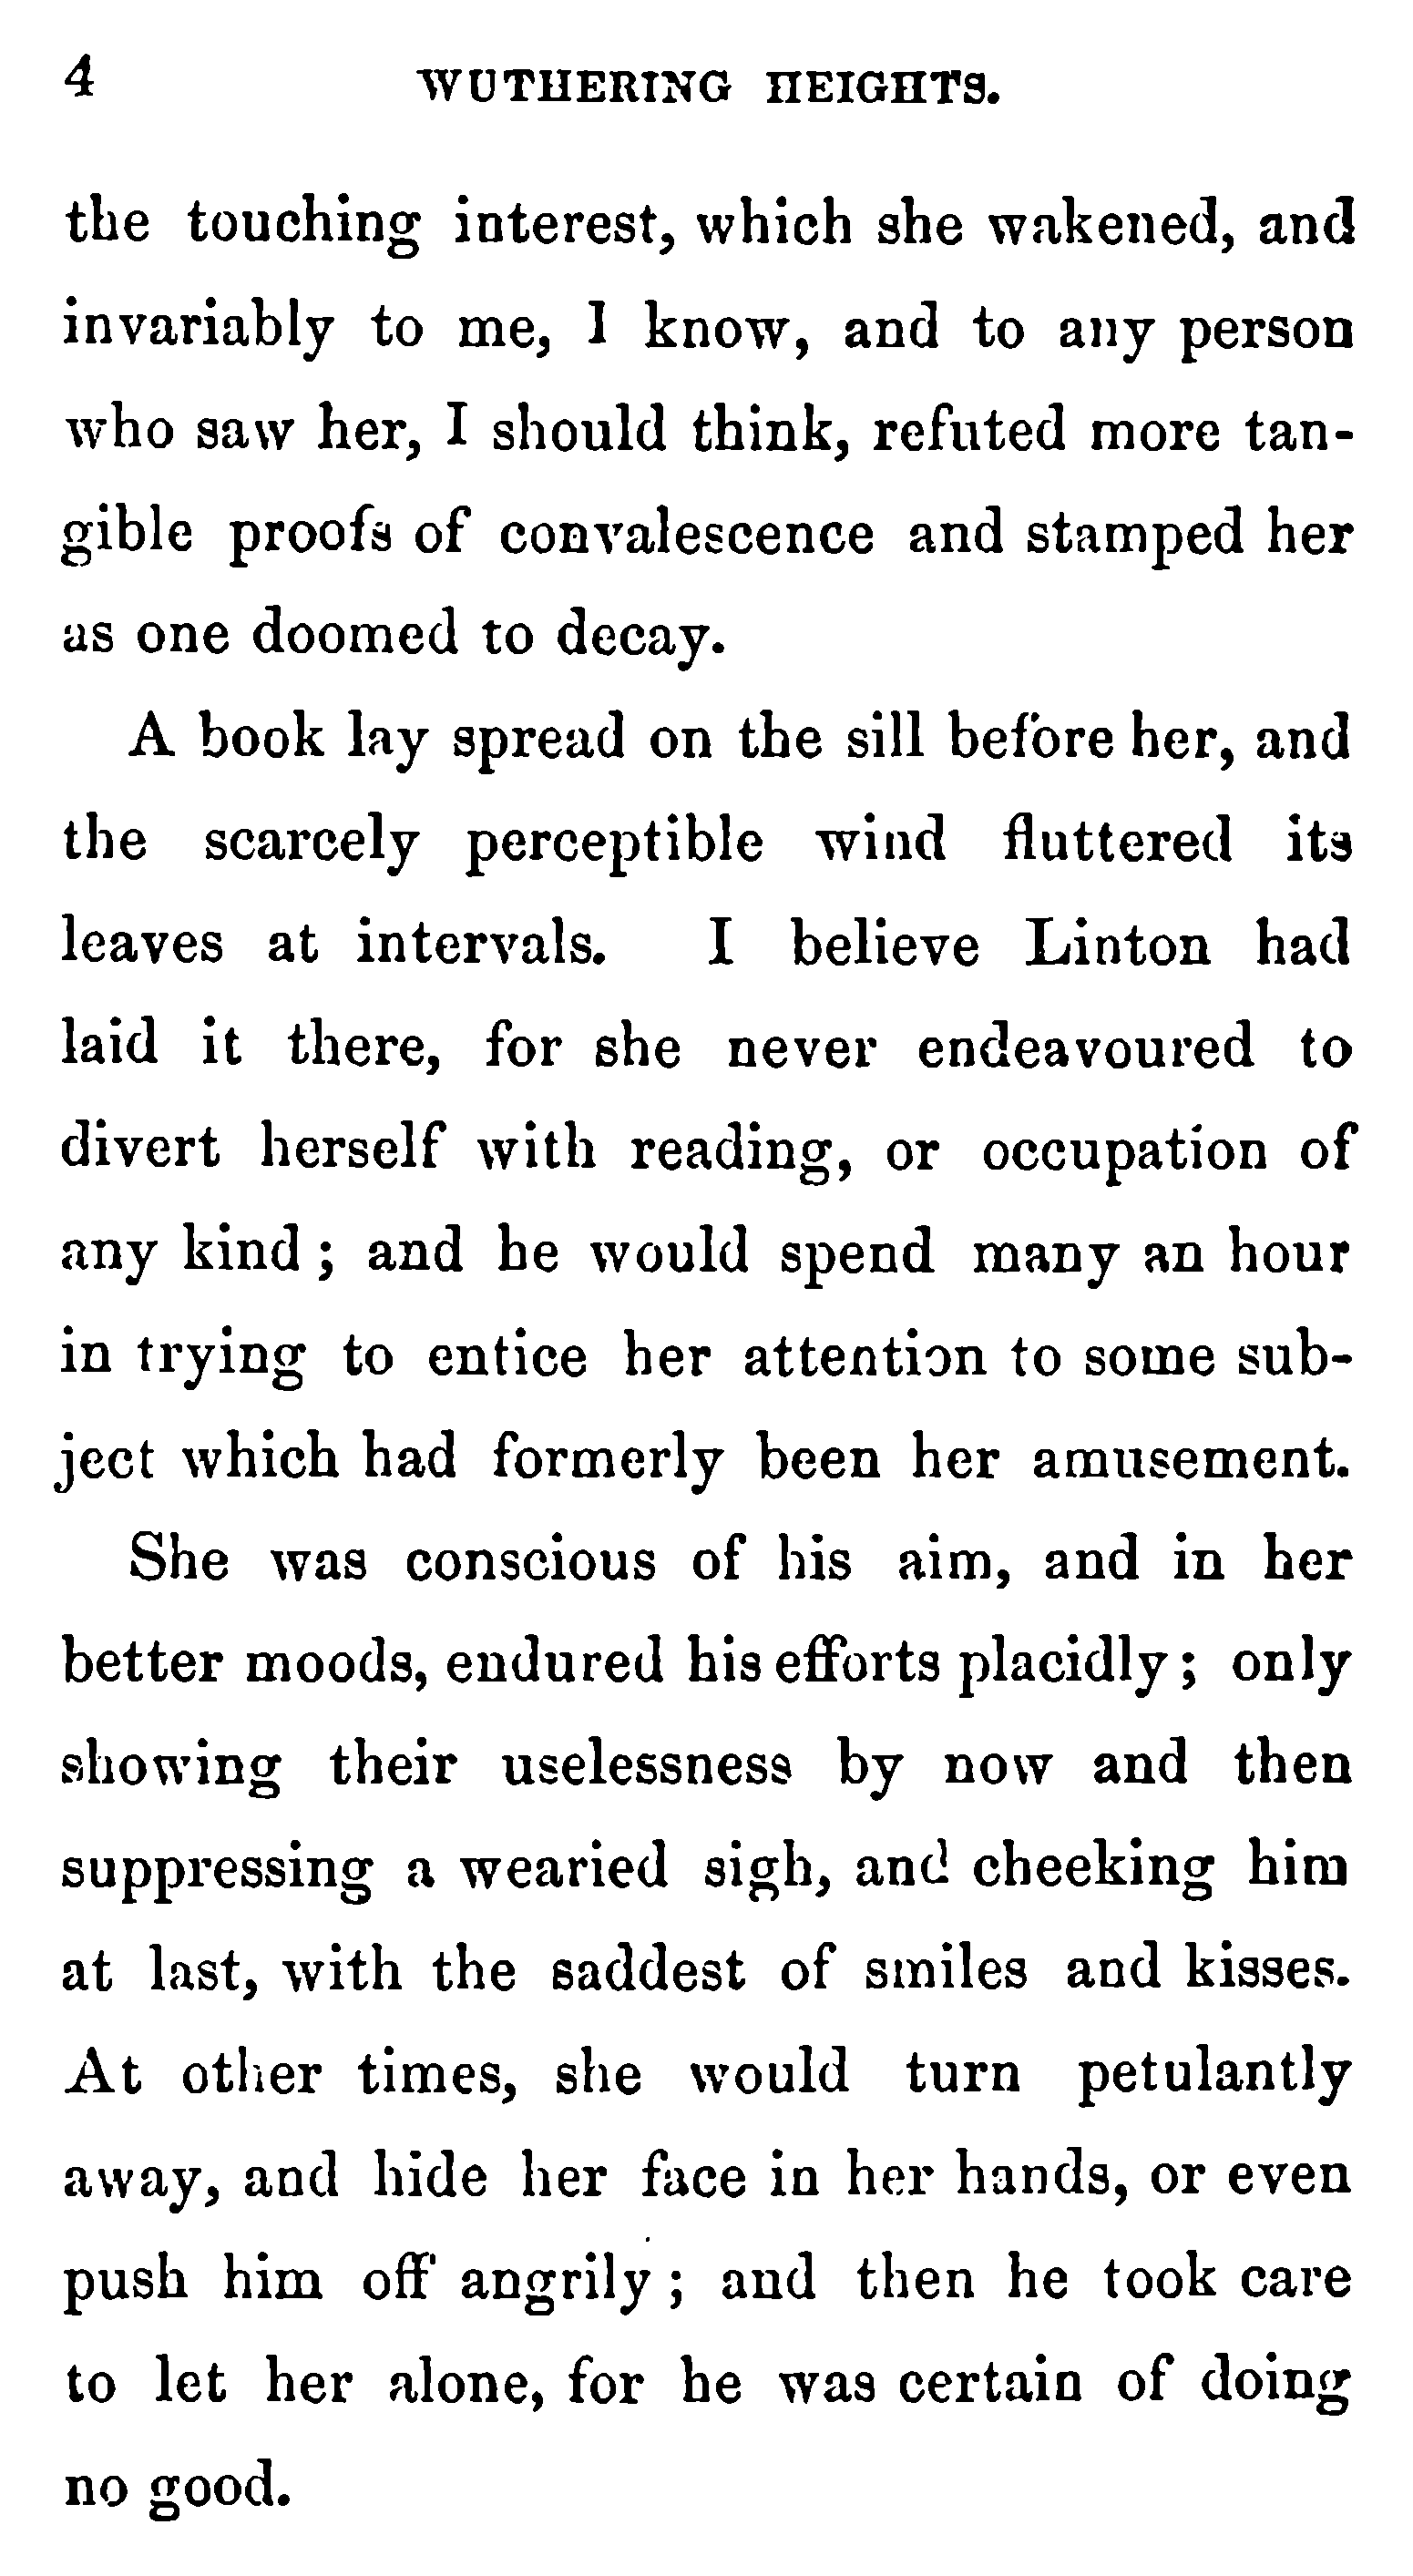 4 WUTHERING HEIGHTS.
the touching interest, which she wakened, and
invariably to me, I know, and to any person
who saw her, I should think, refuted more tan-
gible proofs of convalescence and stamped her
as one doomed to decay.
A book lay spread on the sill before her, and
the scarcely perceptible wind fluttered its
leaves at intervals. I believe Linton had
laid it there, for she never endeavoured to
divert herself with reading, or occupation of
any kind ; and he would spend many an hour
in trying to entice her attention to some sub-
ject which had formerly been her amusement.
She was conscious of his aim, and in her
better moods, endured his efforts placidly ; only
showing their uselessness by now and then
suppressing a wearied sigh, and cheeking him
at last, with the saddest of smiles and kisses.
At other times, she would turn petulantly
away, and hide her face in her hands, or even
push him off angrily ; and then he took care
to let her alone, for he was certain of doing
no good.